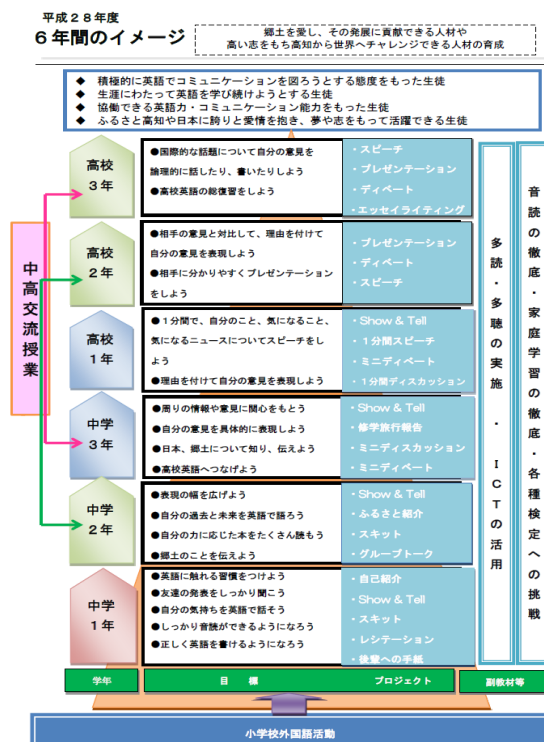 平成２８年度
６年間のイメージ
郷土を愛し、その発展に貢献できる人材や
高い志をもち高知から世界へチャレンジできる人材の育成
◆ 積極的に英語でコミュニケーションを図ろうとする態度をもった生徒
◆ 生涯にわたって英語を学び続けようとする生徒
◆ 協働できる英語力・コミュニケーション能力をもった生徒
◆ ふるさと高知や日本に誇りと愛情を抱き、夢や志をもって活躍できる生徒
高校
３年
●国際的な話題について自分の意見を
論理的に話したり、書いたりしよう
●高校英語の総復習をしよう
・スピーチ
・プレゼンテーション
・ディベート
・エッセイライティング
高校
２年
●相手の意見と対比して、理由を付けて
自分の意見を表現しよう
●相手に分かりやすくプレゼンテーション
をしよう
・プレゼンテーション
・ディベート
・スピーチ
高校
１年
●１分間で、自分のこと、気になること、
気になるニュースについてスピーチをし
よう
●理由を付けて自分の意見を表現しよう
・Show & Tell
・１分間スピーチ
・ミニディベート
・１分間ディスカッション
中学
３年
●周りの情報や意見に関心をもとう
●自分の意見を具体的に表現しよう
●日本、郷土について知り、伝えよう
●高校英語へつなげよう
・Show & Tell
・修学旅行報告
・ミニディスカッション
・ミニディベート
中学
２年
●表現の幅を広げよう
●自分の過去と未来を英語で語ろう
●自分の力に応じた本をたくさん読もう
●郷土のことを伝えよう
・Show & Tell
・ふるさと紹介
・スキット
・グループトーク
中学
１年
●英語に触れる習慣をつけよう
●友達の発表をしっかり聞こう
●自分の気持ちを英語で話そう
●しっかり音読ができるようになろう
●正しく英語を書けるようになろう
・自己紹介
・Show & Tell
・スキット
・レシテーション
・後輩への手紙
中高交流授業
多読・多聴の実施 ・ ＩＣＴの活用
音読の徹底・家庭学習の徹底・各種検定への挑戦
学年
目 標
プロジェクト
副教材等
小学校外国語活動